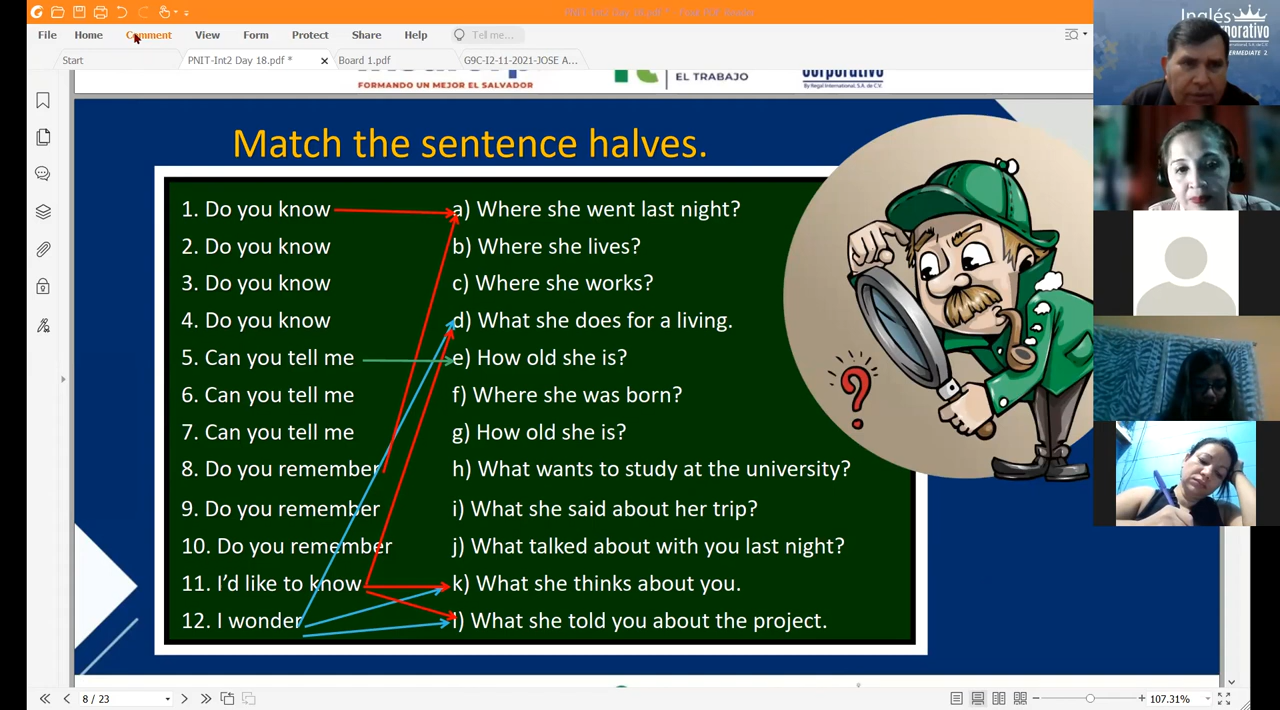 File Home Comment View Form Protect Share Help Tell me...
Start PNIT-Int2 Day 18.pdf * Board 1.pdf G9C-I2-11-2021-JOSE A...
FORMANDO UN MEJOR EL SALVADOR
EL TRABAJO
By Regal International, S.A. de C.V.
Inglés
Match the sentence halves.
1. Do you know a) Where she went last night?
2. Do you know b) Where she lives?
3. Do you know c) Where she works?
4. Do you know d) What she does for a living.
5. Can you tell me e) How old she is?
6. Can you tell me f) Where she was born?
7. Can you tell me g) How old she is?
8. Do you remember h) What wants to study at the university?
9. Do you remember i) What she said about her trip?
10. Do you remember j) What talked about with you last night?
11. I'd like to know k) What she thinks about you.
12. I wonder l) What she told you about the project.
8 / 23 107.31%